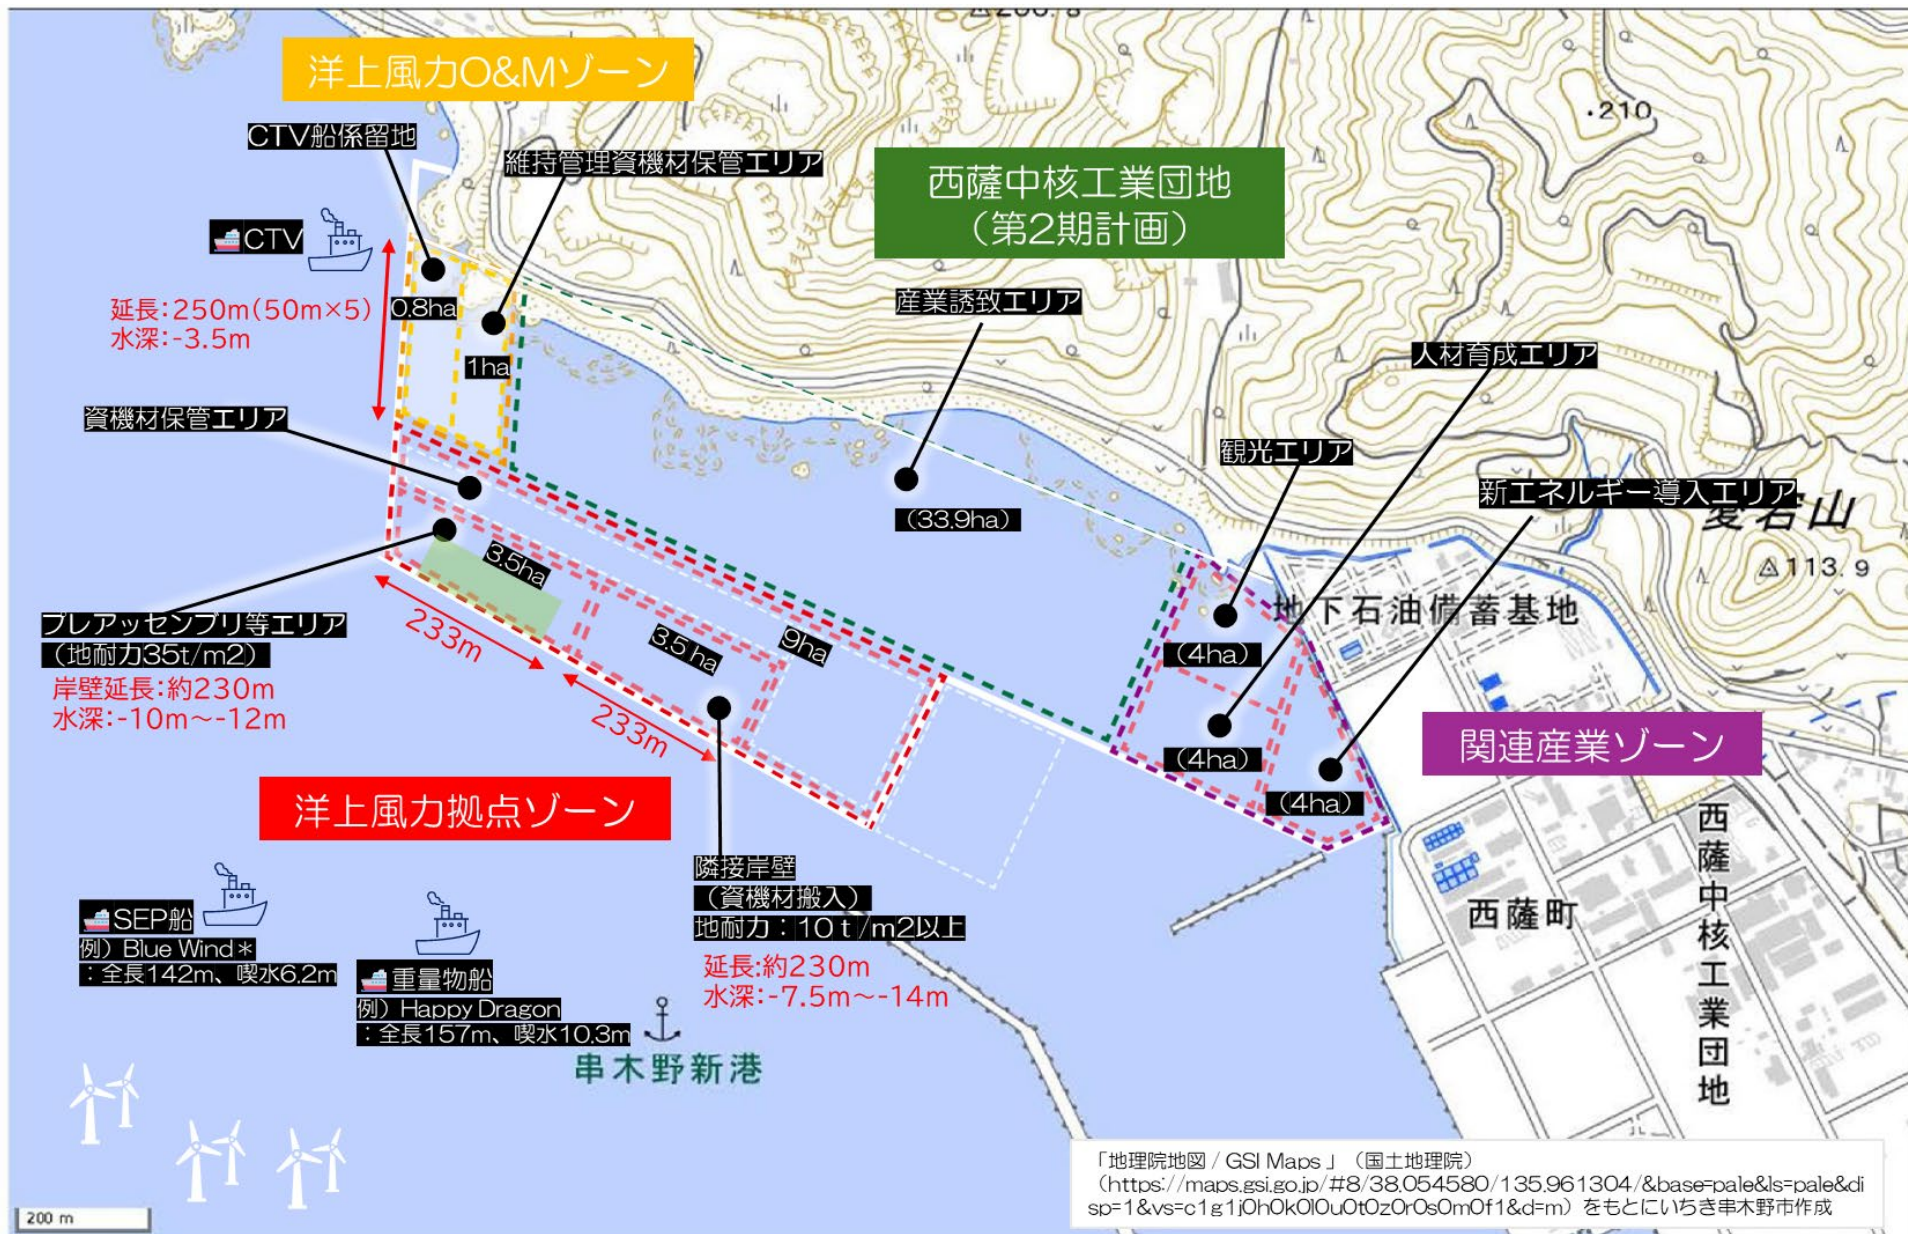 洋上風力O&Mゾーン
CTV船係留地
維持管理資機材保管エリア
西薩中核工業団地
（第2期計画）
・210
CTV
延長：250m（50m×5）
水深：-3.5m
0.8ha
1ha
産業誘致エリア
（33.9ha）
人材育成エリア
観光エリア
新エネルギー導入エリア
愛宕山
113.9
資機材保管エリア
プレアッセンブリ等エリア
（地耐力35t/m2）
岸壁延長：約230m
水深：-10m～-12m
3.5ha
3.5ha
9ha
233m
233m
（4ha）
（4ha）
（4ha）
地下石油備蓄基地
関連産業ゾーン
洋上風力拠点ゾーン
隣接岸壁
（資機材搬入）
地耐力：10ｔ/m2以上
延長:約230m
水深：-7.5m～-14m
SEP船
例）Blue Wind＊
：全長142m、喫水6.2m
重量物船
例）Happy Dragon
：全長157m、喫水10.3m
串木野新港
西薩町
西薩中核工業団地
200 m
「地理院地図 / GSI Maps 」（国土地理院）
（https://maps.gsi.go.jp/#8/38.054580/135.961304/&base=pale&ls=pale&di
sp=1&vs=c1g1j0h0k0l0u0t0z0r0s0m0f1&d=m）をもとにいちき串木野市作成